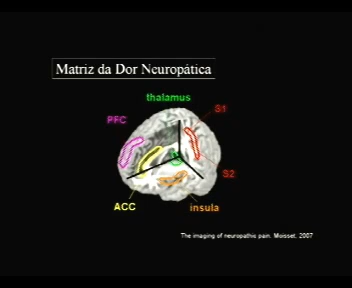 Matriz da Dor Neuropática
thalamus
S1
PFC
S2
ACC
insula
The imaging of neuropathic pain. Moisset, 2007